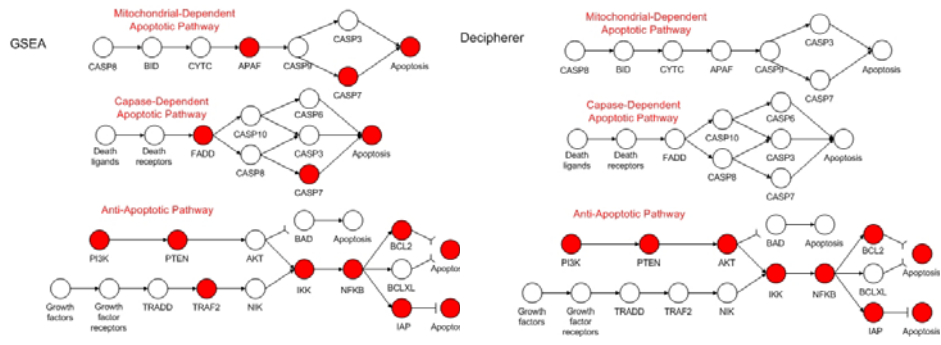 GSEA
Mitochondrial-Dependent
Apoptotic Pathway
CASP8
BID
CYTC
APAF
CASP9
CASP3
CASP7
Apoptosis
Capase-Dependent
Apoptotic Pathway
Death
ligands
Death
receptors
FADD
CASP10
CASP8
CASP6
CASP3
CASP7
Apoptosis
Anti-Apoptotic Pathway
PI3K
PTEN
AKT
BAD
Apoptosis
Growth
factors
Growth
factor
receptors
TRADD
TRAF2
NIK
IKK
NFKB
BCL2
BCLXL
IAP
Apoptos
Apoptos
Decipherer
Mitochondrial-Dependent
Apoptotic Pathway
CASP8
BID
CYTC
APAF
CASP9
CASP3
CASP7
Apoptosis
Capase-Dependent
Apoptotic Pathway
Death
ligands
Death
receptors
FADD
CASP10
CASP8
CASP6
CASP3
CASP7
Apoptosis
Anti-Apoptotic Pathway
PI3K
PTEN
AKT
BAD
Apoptosis
Growth
factors
Growth
factor
receptors
TRADD
TRAF2
NIK
IKK
NFKB
BCL2
BCLXL
IAP
Apoptosis
Apoptosis